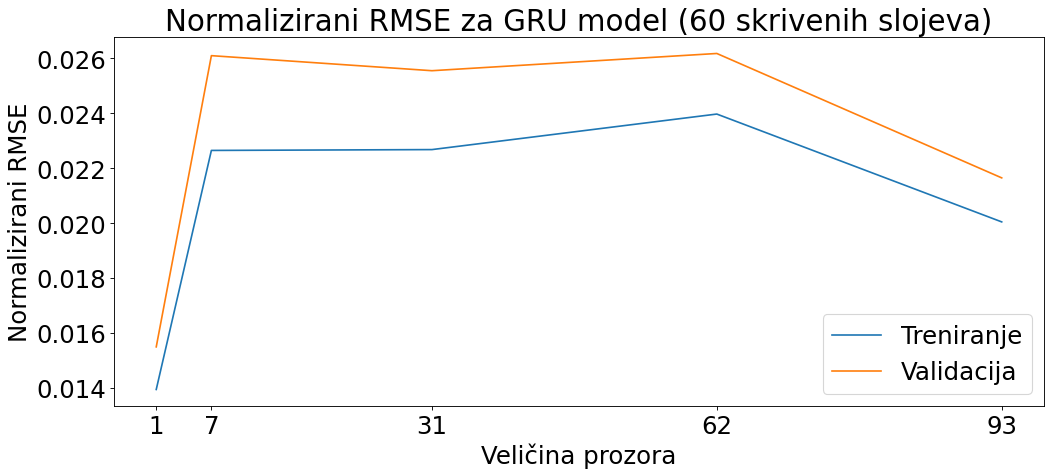 Normalizirani RMSE za GRU model (60 skrivenih slojeva)
Normalizirani RMSE
0.026
0.024
0.022
0.020
0.018
0.016
0.014
Treniranje
Validacija
1 7 31 62 93
Veličina prozora